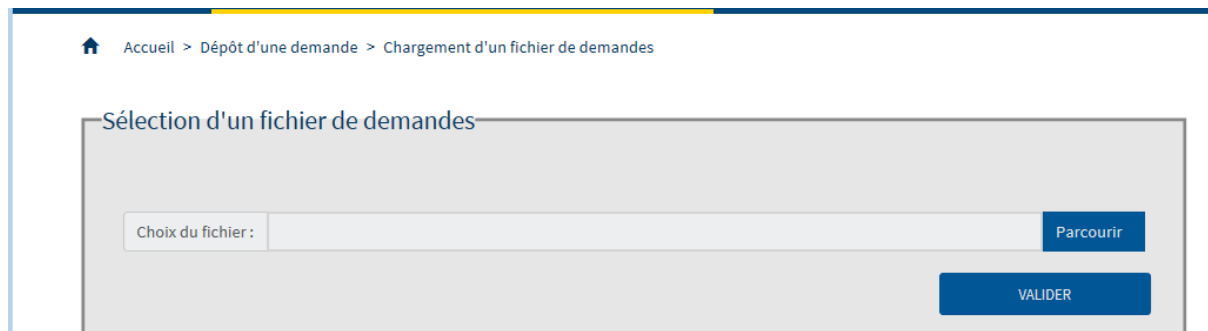 Accueil > Dépôt d'une demande > Chargement d'un fichier de demandes
Sélection d'un fichier de demandes
Choix du fichier : Parcourir
VALIDER